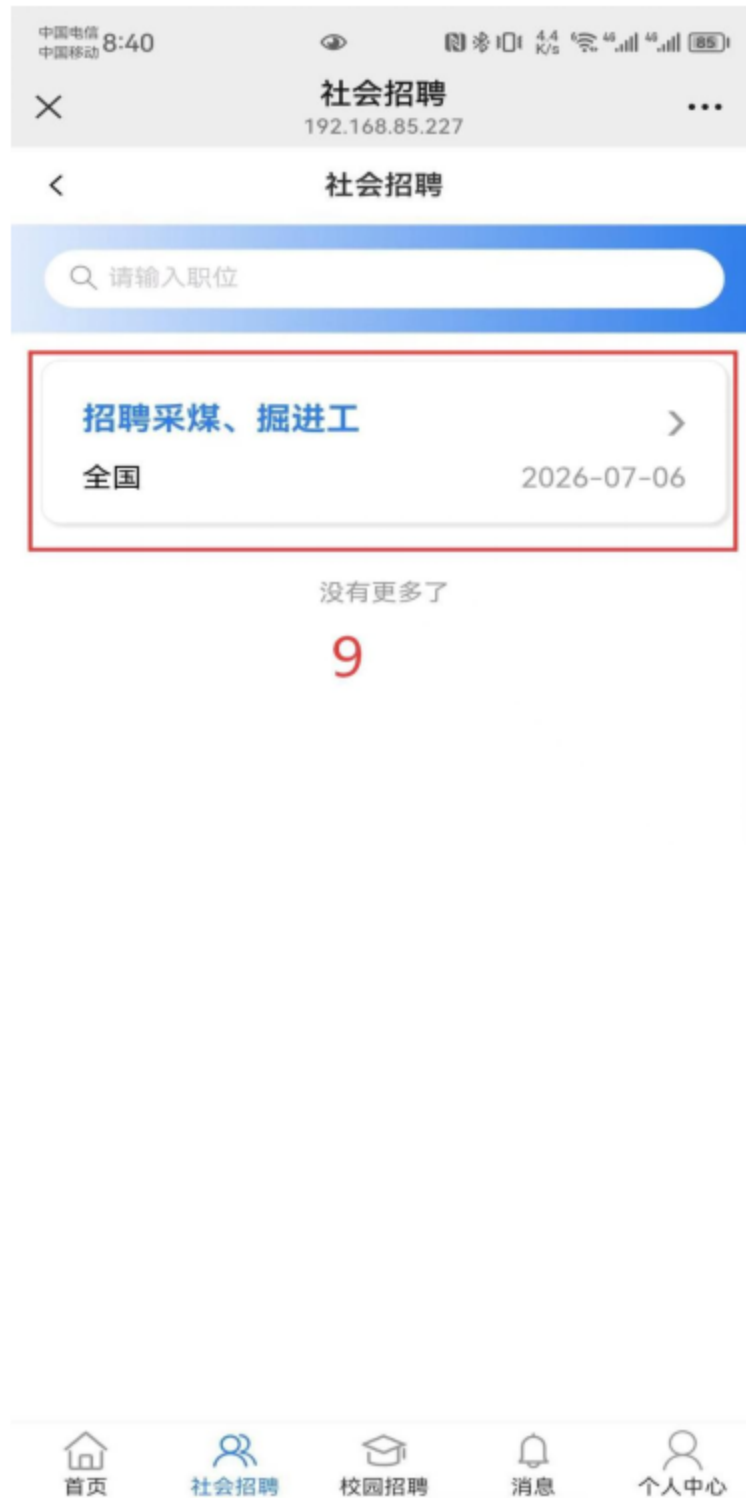 中国电信
中国移动 8:40 4.4 K/s 85
社会招聘
192.168.85.227
社会招聘
请输入职位
招聘采煤、掘进工
全国 2026-07-06
没有更多了
9
首页 社会招聘 校园招聘 消息 个人中心